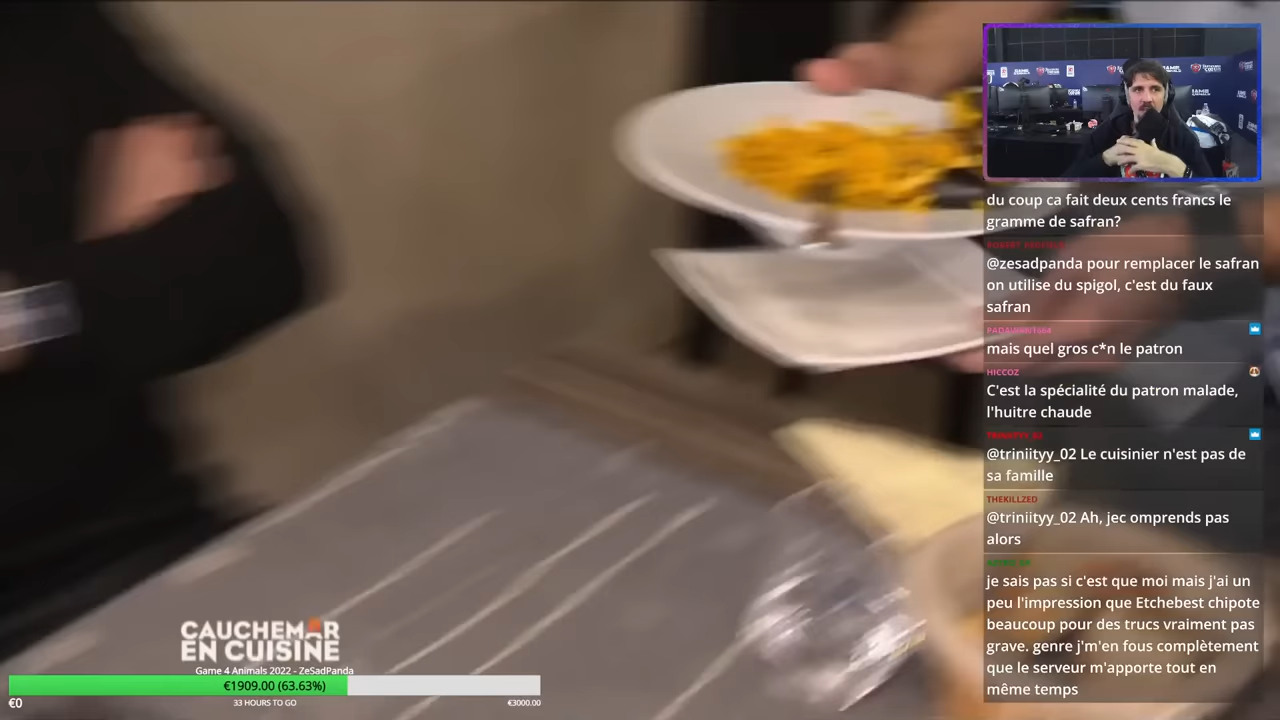 du coup ca fait deux cents francs le
gramme de safran?
@zesadpanda pour remplacer le safran
on utilise du spigol, c'est du faux
safran
mais quel gros c*n le patron
HICCOZ
C'est la spécialité du patron malade,
l'huitre chaude
TRINIITYY_02
@triniityy_02 Le cuisinier n'est pas de
sa famille
THEKILLZED
@triniityy_02 Ah, jec omprends pas
alors
je sais pas si c'est que moi mais j'ai un
peu l'impression que Etchebest chipote
beaucoup pour des trucs vraiment pas
grave. genre j'm'en fous complètement
que le serveur m'apporte tout en
même temps
CAUCHEMAR
EN CUISINE
Game 4 Animals 2022 - ZeSadPanda
€1909.00 (63.63%)
€0
33 HOURS TO GO
€3000.00